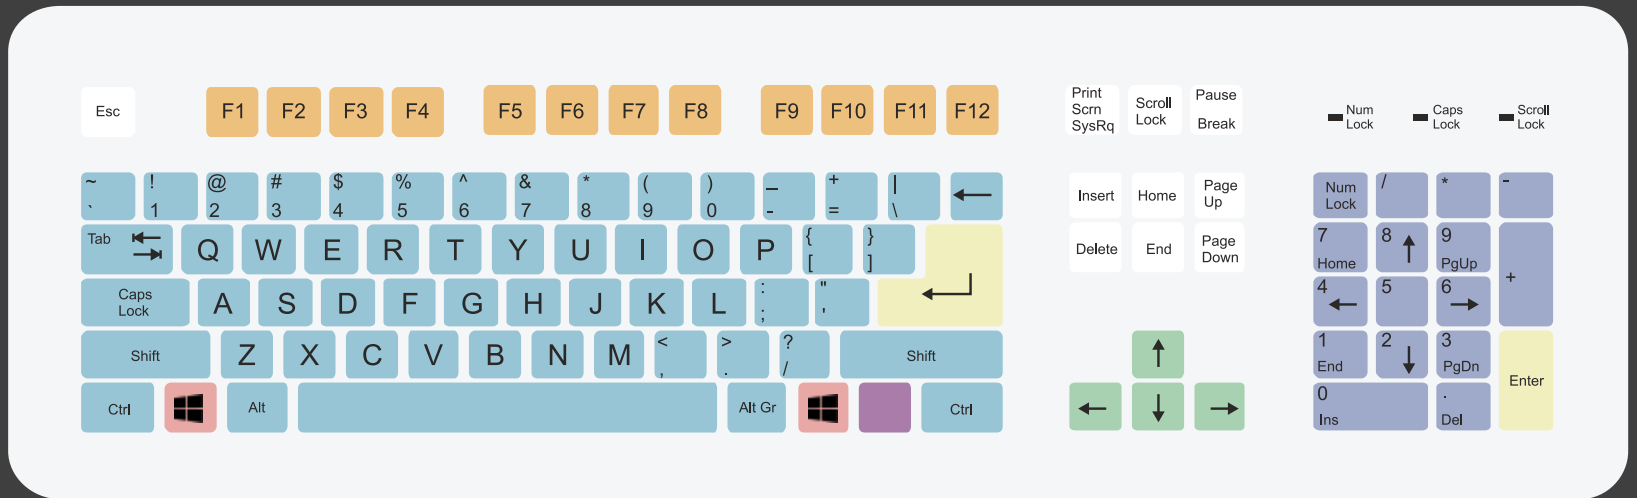 Esc F1 F2 F3 F4 F5 F6 F7 F8 F9 F10 F11 F12
Print
Scrn
SysRq
Scroll
Lock
Pause
Break
Num
Lock
Caps
Lock
Scroll
Lock
~ ! @ # $ % ^ & * ( ) _ + |
` 1 2 3 4 5 6 7 8 9 0 - = \ ←
Insert Home
Page
Up
Num
Lock
/ * -
Tab Q W E R T Y U I O P
{ }
[ ]
Delete End
Page
Down
7 8 ↑ 9
Home PgUp
+
Caps
Lock
A S D F G H J K L
: "
; '
4 ← 5 6 →
Shift Z X C V B N M
< > ?
, . /
Shift
↑
1 2 ↓ 3
End PgDn
Enter
Ctrl Alt Alt Gr Ctrl
← ↓ →
0 .
Ins Del